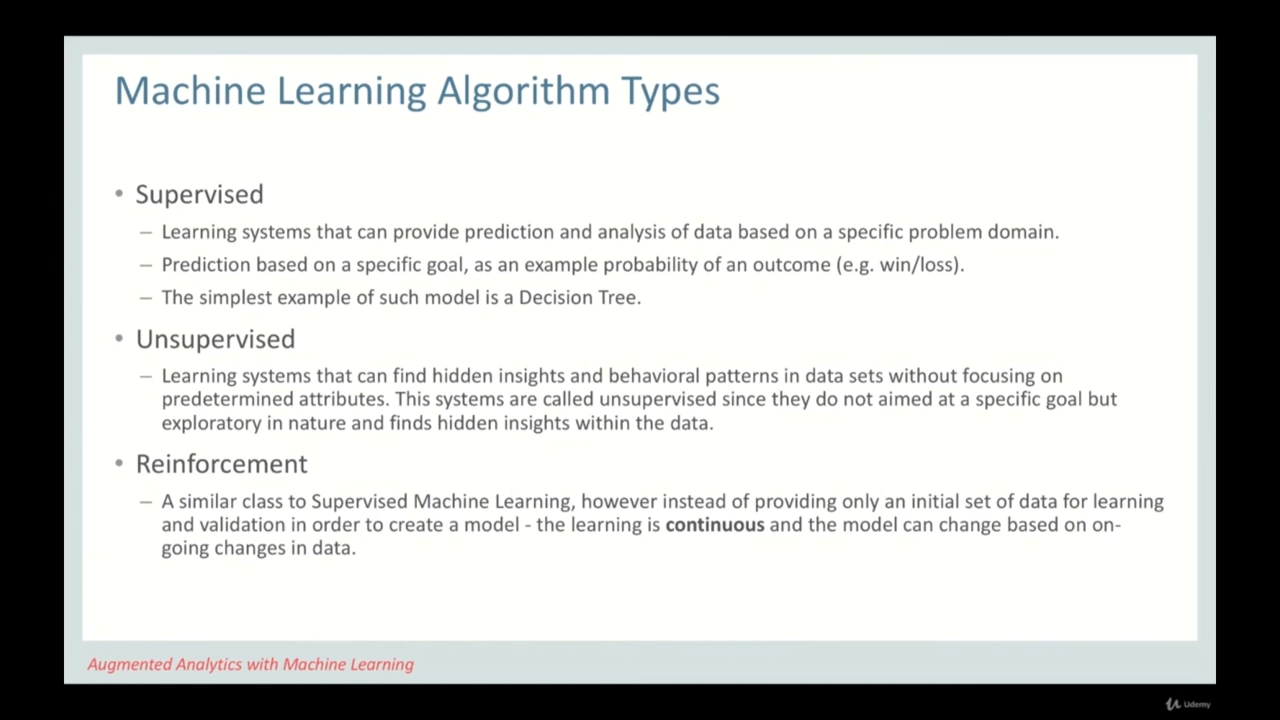 Machine Learning Algorithm Types
• Supervised
– Learning systems that can provide prediction and analysis of data based on a specific problem domain.
– Prediction based on a specific goal, as an example probability of an outcome (e.g. win/loss).
– The simplest example of such model is a Decision Tree.
• Unsupervised
– Learning systems that can find hidden insights and behavioral patterns in data sets without focusing on
predetermined attributes. This systems are called unsupervised since they do not aimed at a specific goal but
exploratory in nature and finds hidden insights within the data.
• Reinforcement
– A similar class to Supervised Machine Learning, however instead of providing only an initial set of data for learning
and validation in order to create a model - the learning is continuous and the model can change based on on-
going changes in data.
Augmented Analytics with Machine Learning
Udemy